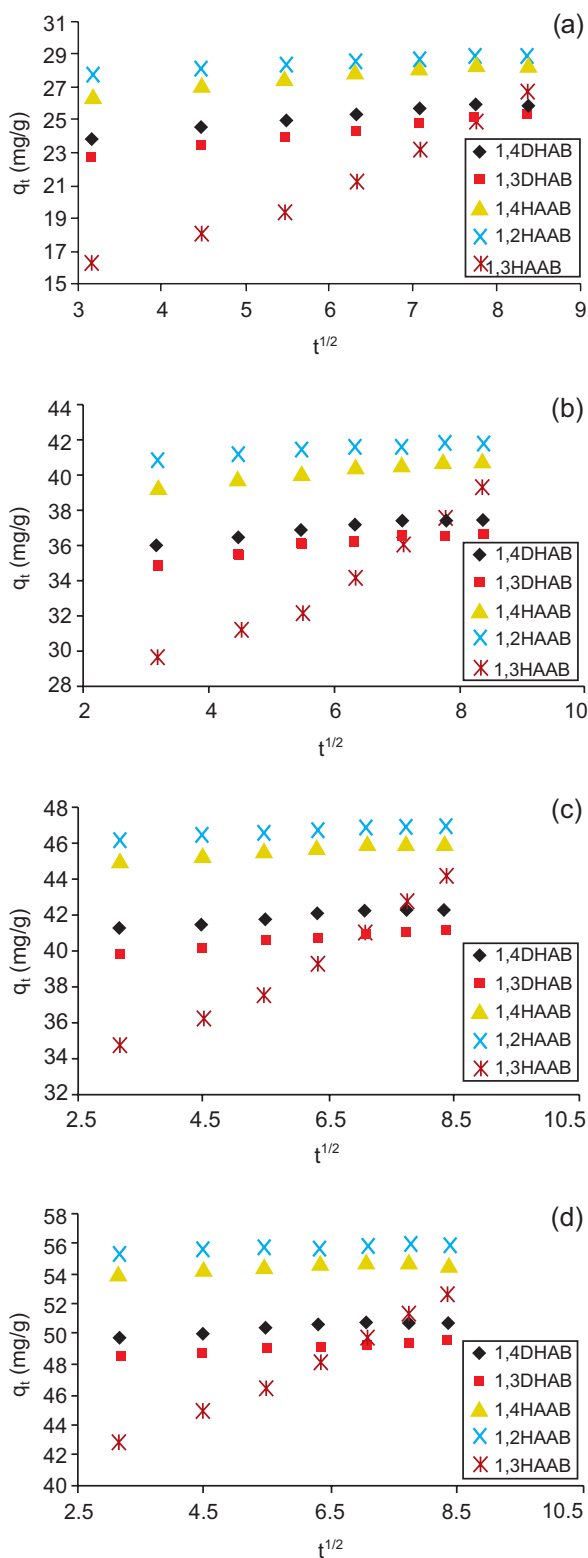 (a)
31
29
27
25
23
21
19
17
15
qt (mg/g)
1,4DHAB
1,3DHAB
1,4HAAB
1,2HAAB
1,3HAAB
3 4 5 6 7 8 9
t1/2
(b)
44
42
40
38
36
34
32
30
28
qt (mg/g)
1,4DHAB
1,3DHAB
1,4HAAB
1,2HAAB
1,3HAAB
2 4 6 8 10
t1/2
(c)
48
46
44
42
40
38
36
34
32
qt (mg/g)
1,4DHAB
1,3DHAB
1,4HAAB
1,2HAAB
1,3HAAB
2.5 4.5 6.5 8.5 10.5
t1/2
(d)
58
56
54
52
50
48
46
44
42
40
qt (mg/g)
1,4DHAB
1,3DHAB
1,4HAAB
1,2HAAB
1,3HAAB
2.5 4.5 6.5 8.5 10.5
t1/2